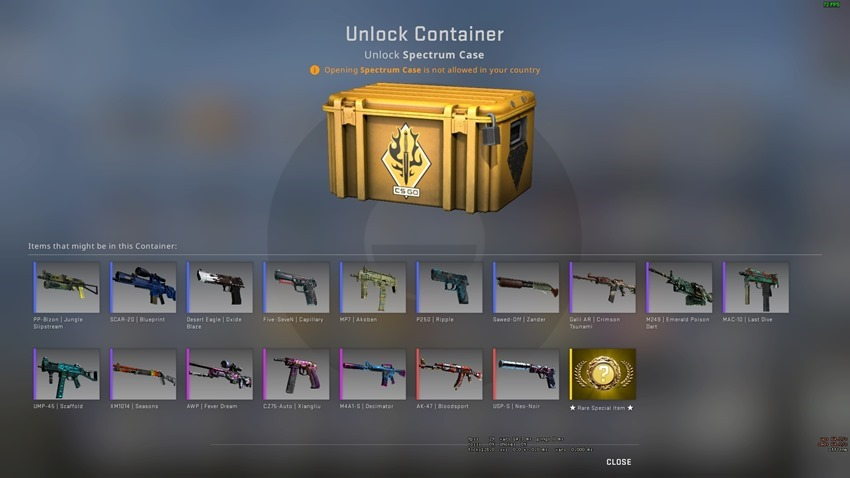 72 FPS
Unlock Container
Unlock Spectrum Case
! Opening Spectrum Case is not allowed in your country
CS GO
Items that might be in this Container:
PP-Bizon | Jungle Slipstream
SCAR-20 | Blueprint
Desert Eagle | Oxide Blaze
Five-SeveN | Capillary
MP7 | Akoben
P250 | Ripple
Sawed-Off | Zander
Galil AR | Crimson Tsunami
M249 | Emerald Poison Dart
MAC-10 | Last Dive
UMP-45 | Scaffold
XM1014 | Seasons
AWP | Fever Dream
CZ75-Auto | Xiangliu
M4A1-S | Decimator
AK-47 | Bloodsport
USP-S | Neo-Noir
?
★ Rare Special Item ★
CLOSE